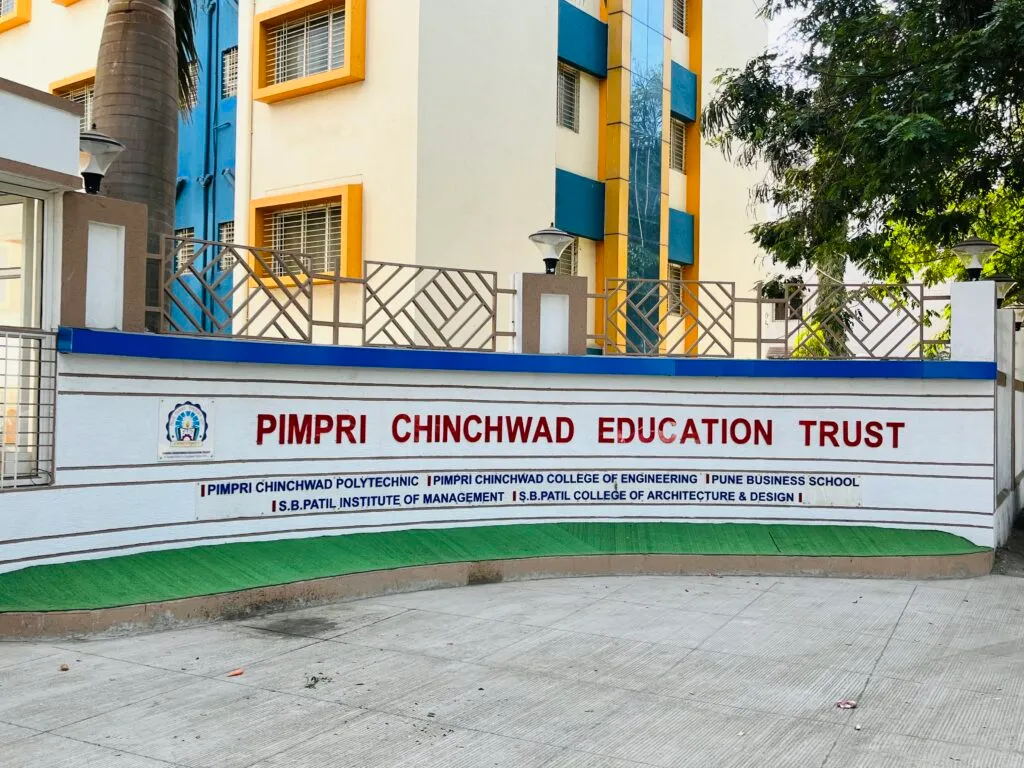 PIMPRI CHINCHWAD EDUCATION TRUST
PIMPRI CHINCHWAD POLYTECHNIC PIMPRI CHINCHWAD COLLEGE OF ENGINEERING PUNE BUSINESS SCHOOL
S.B.PATIL INSTITUTE OF MANAGEMENT S.B.PATIL COLLEGE OF ARCHITECTURE & DESIGN